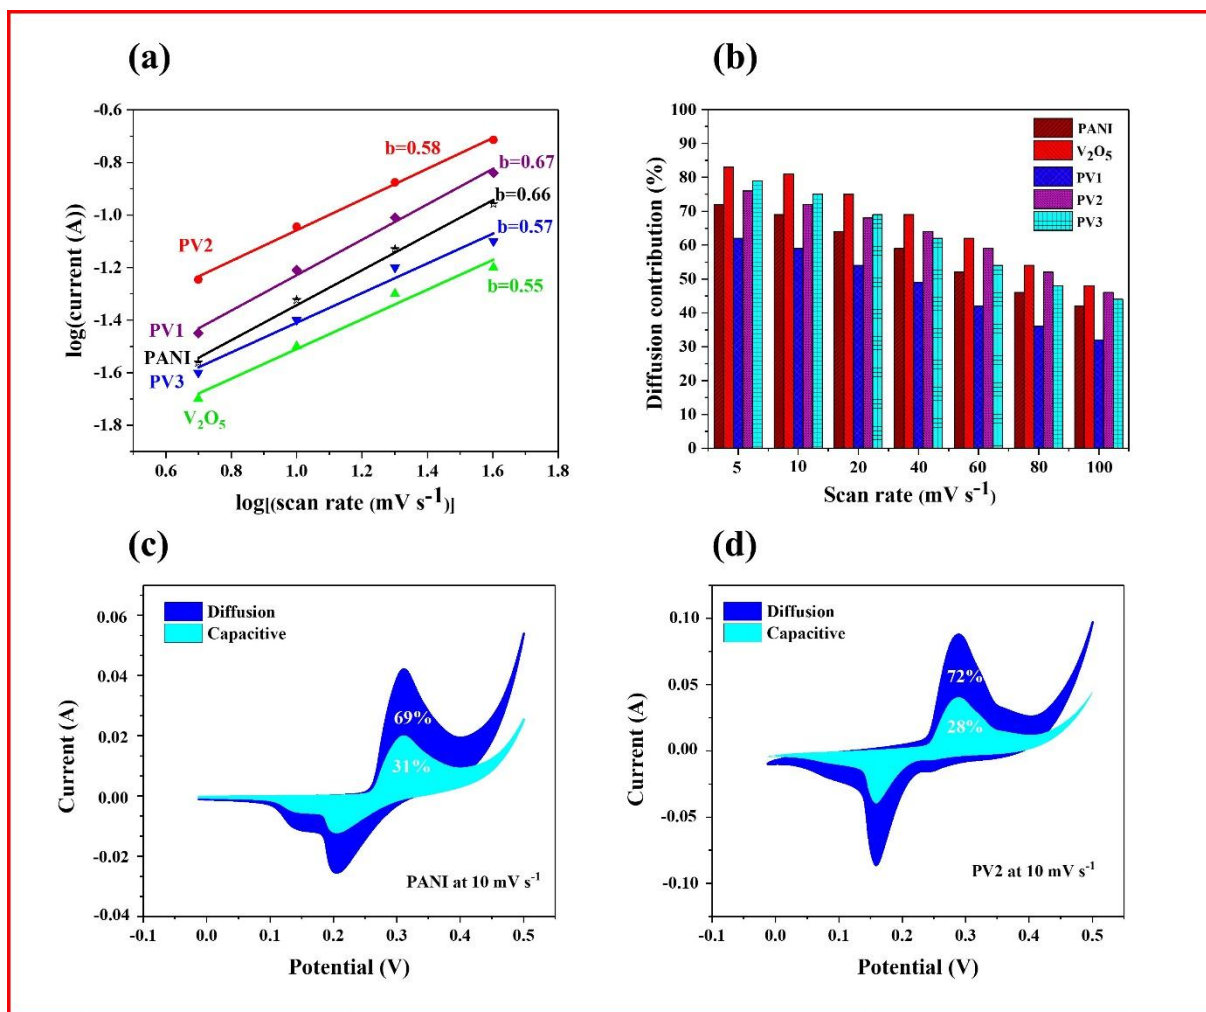 (a)
log(current (A))
-0.6
-0.8
-1.0
-1.2
-1.4
-1.6
-1.8
b=0.58
b=0.67
b=0.66
b=0.57
b=0.55
PV2
PV1
PANI
PV3
V₂O₅
0.6 0.8 1.0 1.2 1.4 1.6 1.8
log[(scan rate (mV s⁻¹)]
(b)
Diffusion contribution (%)
100
90
80
70
60
50
40
30
20
10
0
PANI
V₂O₅
PV1
PV2
PV3
5 10 20 40 60 80 100
Scan rate (mV s⁻¹)
(c)
Current (A)
0.06
0.04
0.02
0.00
-0.02
-0.04
Diffusion
Capacitive
69%
31%
PANI at 10 mV s⁻¹
-0.1 0.0 0.1 0.2 0.3 0.4 0.5
Potential (V)
(d)
Current (A)
0.10
0.05
0.00
-0.05
-0.10
Diffusion
Capacitive
72%
28%
PV2 at 10 mV s⁻¹
-0.1 0.0 0.1 0.2 0.3 0.4 0.5
Potential (V)